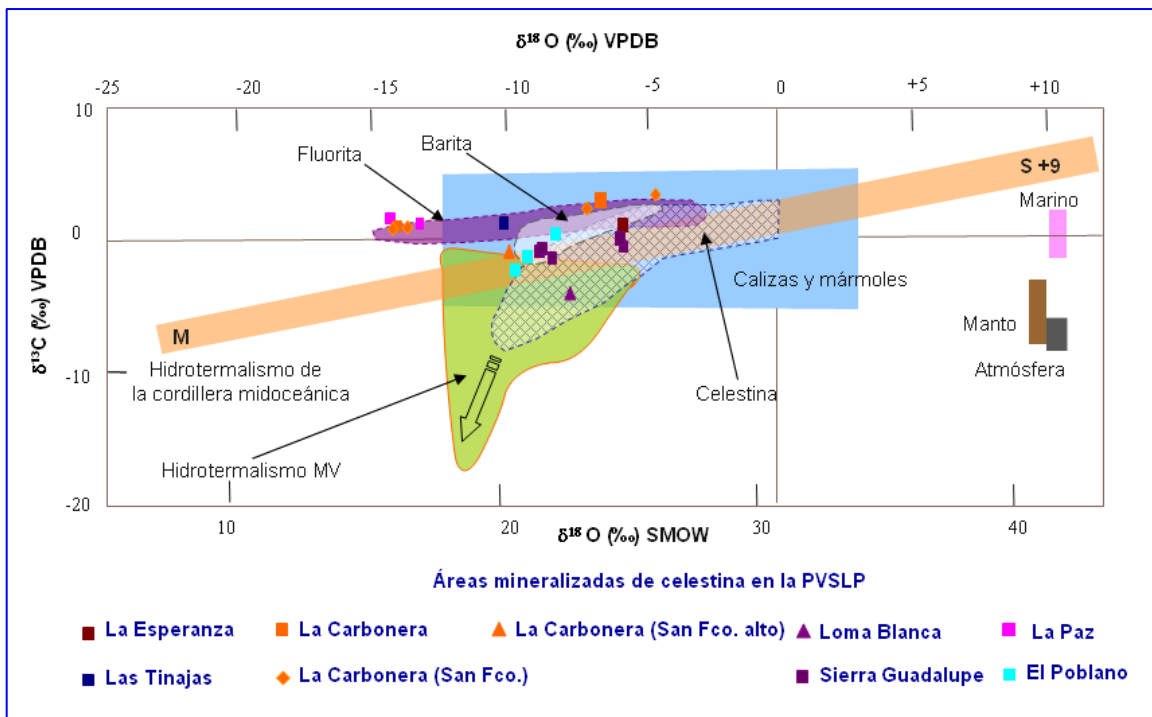 δ¹⁸ O (‰) VPDB
-25 -20 -15 -10 -5 0 +5 +10
10
0
-10
-20
δ¹³C (‰) VPDB
Fluorita
Barita
S +9
Marino
Calizas y mármoles
M
Manto
Atmósfera
Hidrotermalismo de
la cordillera midoceánica
Celestina
Hidrotermalismo MV
10 20 30 40
δ¹⁸ O (‰) SMOW
Áreas mineralizadas de celestina en la PVSLP
La Esperanza La Carbonera La Carbonera (San Fco. alto) Loma Blanca La Paz
Las Tinajas La Carbonera (San Fco.) Sierra Guadalupe El Poblano